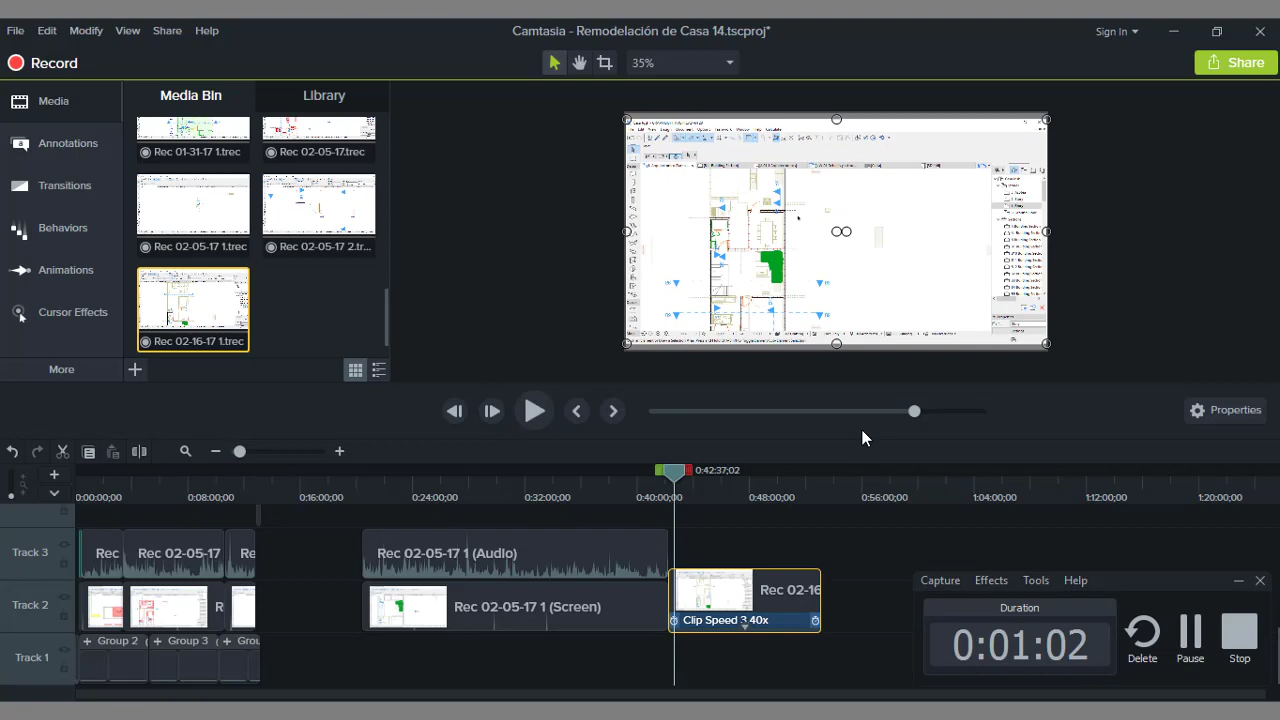 File Edit Modify View Share Help
Camtasia - Remodelación de Casa 14.tscproj*
Sign In
Record
35%
Share
Media
Annotations
Transitions
Behaviors
Animations
Cursor Effects
More
Media Bin
Library
Rec 01-31-17 1.trec
Rec 02-05-17.trec
Rec 02-05-17 1.trec
Rec 02-05-17 2.tr...
Rec 02-16-17 1.trec
Properties
0:42:37;02
0:00:00;00 0:08:00;00 0:16:00;00 0:24:00;00 0:32:00;00 0:40:00;00 0:48:00;00 0:56:00;00 1:04:00;00 1:12:00;00 1:20:00;00
Track 3
Rec
Rec 02-05-17
Re
Rec 02-05-17 1 (Audio)
Track 2
R
Rec 02-05-17 1 (Screen)
Rec 02-16
Clip Speed 3.40x
Track 1
+ Group 2
+ Group 3
+ Grou
Capture Effects Tools Help
Duration
0:01:02
Delete
Pause
Stop